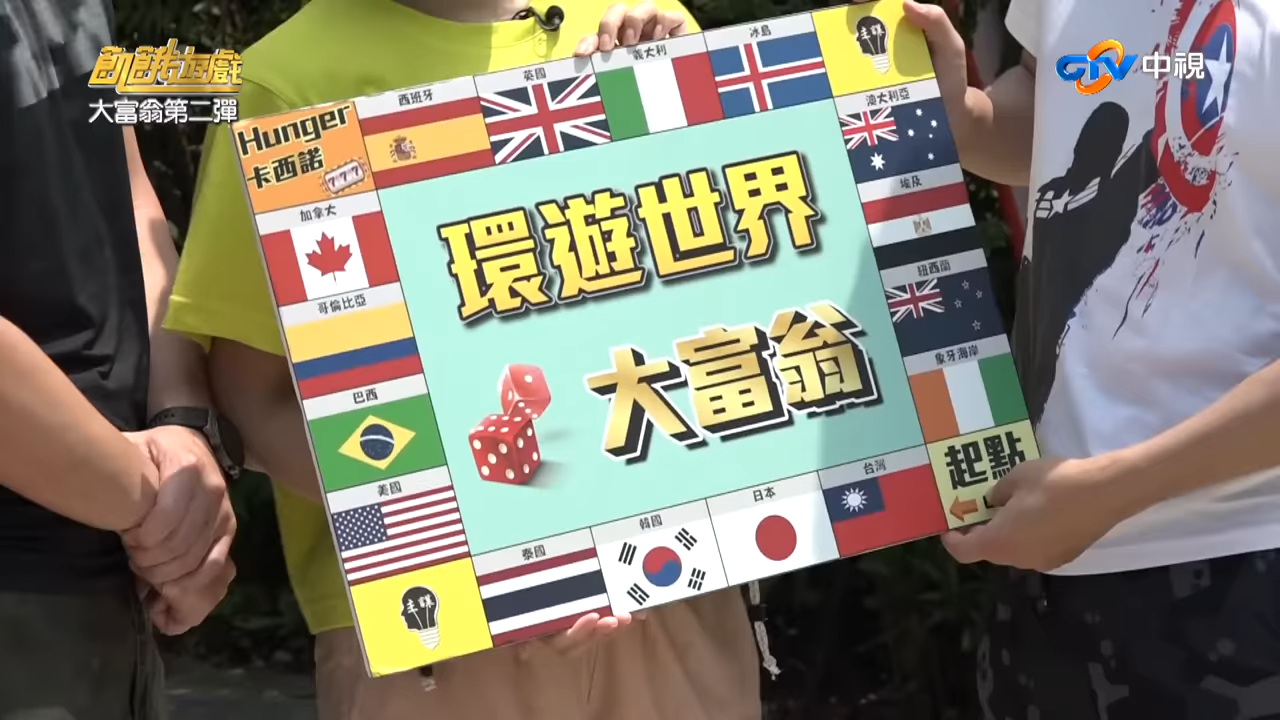 飢餓遊戲
大富翁第二彈
CTV中視
Hunger
卡西諾
777
西班牙
英國
義大利
冰島
主謀
澳大利亞
埃及
紐西蘭
象牙海岸
起點
台灣
日本
韓國
泰國
主謀
美國
巴西
哥倫比亞
加拿大
環遊世界
大富翁